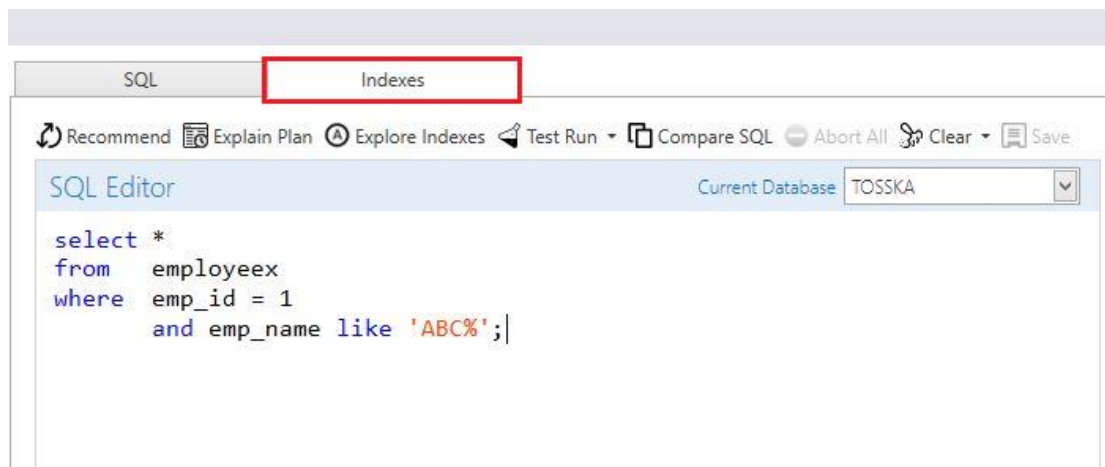 SQL Indexes
Recommend Explain Plan Explore Indexes Test Run Compare SQL Abort All Clear Save
SQL Editor Current Database TOSSKA
select *
from employeex
where emp_id = 1
and emp_name like 'ABC%';